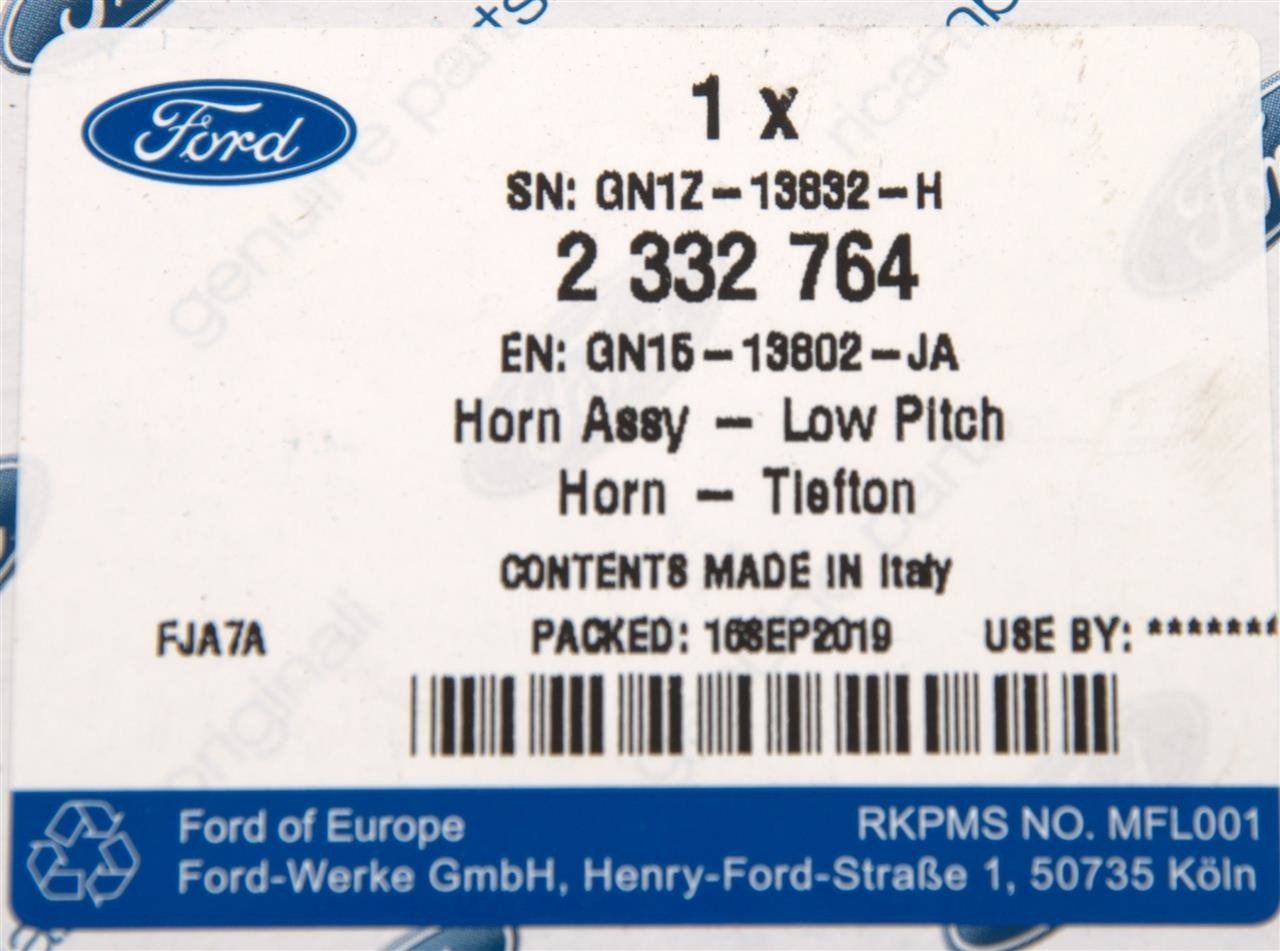 Ford
1 x
SN: GN1Z-13832-H
2 332 764
EN: GN15-13802-JA
Horn Assy - Low Pitch
Horn - Tiefton
CONTENTS MADE IN Italy
FJA7A PACKED: 16SEP2019 USE BY: *******
Ford of Europe RKPMS NO. MFL001
Ford-Werke GmbH, Henry-Ford-Straße 1, 50735 Köln